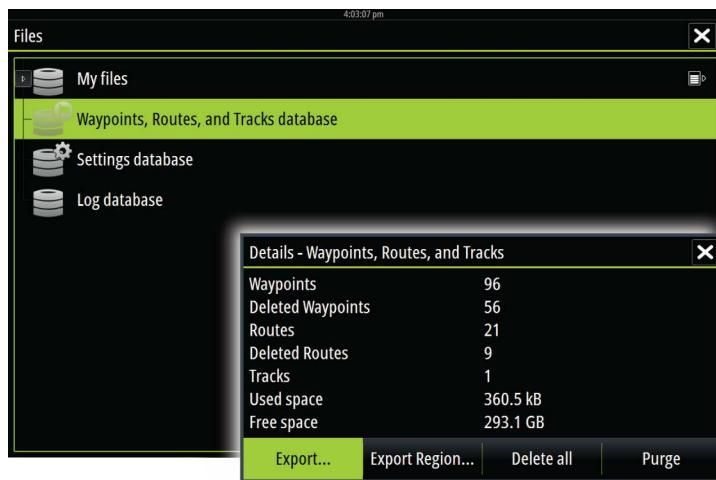 4:03:07 pm
Files
My files
Waypoints, Routes, and Tracks database
Settings database
Log database
Details - Waypoints, Routes, and Tracks
Waypoints 96
Deleted Waypoints 56
Routes 21
Deleted Routes 9
Tracks 1
Used space 360.5 kB
Free space 293.1 GB
Export... Export Region... Delete all Purge